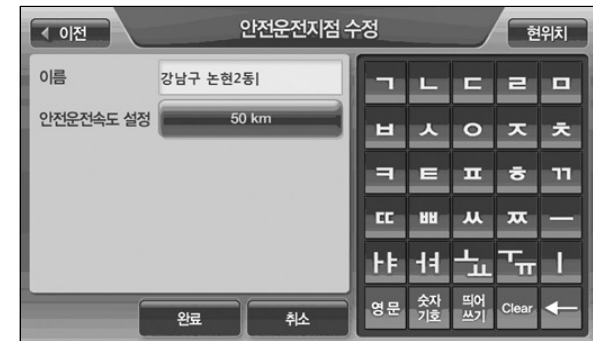 이전
안전운전지점 수정
현위치
이름
강남구 논현2동
안전운전속도 설정
50 km
ㄱ ㄴ ㄷ ㄹ ㅁ
ㅂ ㅅ ㅇ ㅈ ㅊ
ㅋ ㅌ ㅍ ㅎ ㄲ
ㄸ ㅃ ㅆ ㅉ ㅡ
ㅏㅑ ㅓㅕ ㅗㅛ ㅜㅠ ㅣ
영문
숫자
기호
띄어
쓰기
Clear
완료
취소